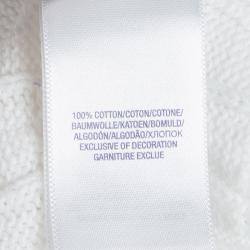 100% COTTON/COTON/COTONE/
BAUMWOLLE/KATOEN/BOMULD/
ALGODÓN/ALGODÃO/ХЛОПОК
EXCLUSIVE OF DECORATION
GARNITURE EXCLUE